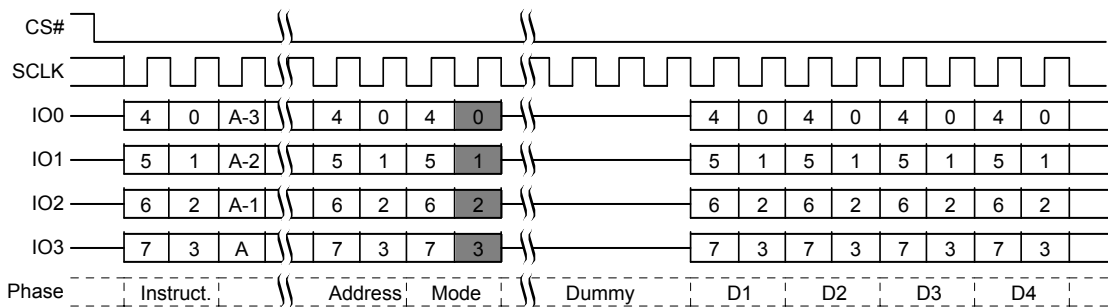 CS#
SCLK
IO0 4 0 A-3 4 0 4 0 4 0 4 0 4 0 4 0
IO1 5 1 A-2 5 1 5 1 5 1 5 1 5 1 5 1
IO2 6 2 A-1 6 2 6 2 6 2 6 2 6 2 6 2
IO3 7 3 A 7 3 7 3 7 3 7 3 7 3 7 3
Phase Instruct. Address Mode Dummy D1 D2 D3 D4